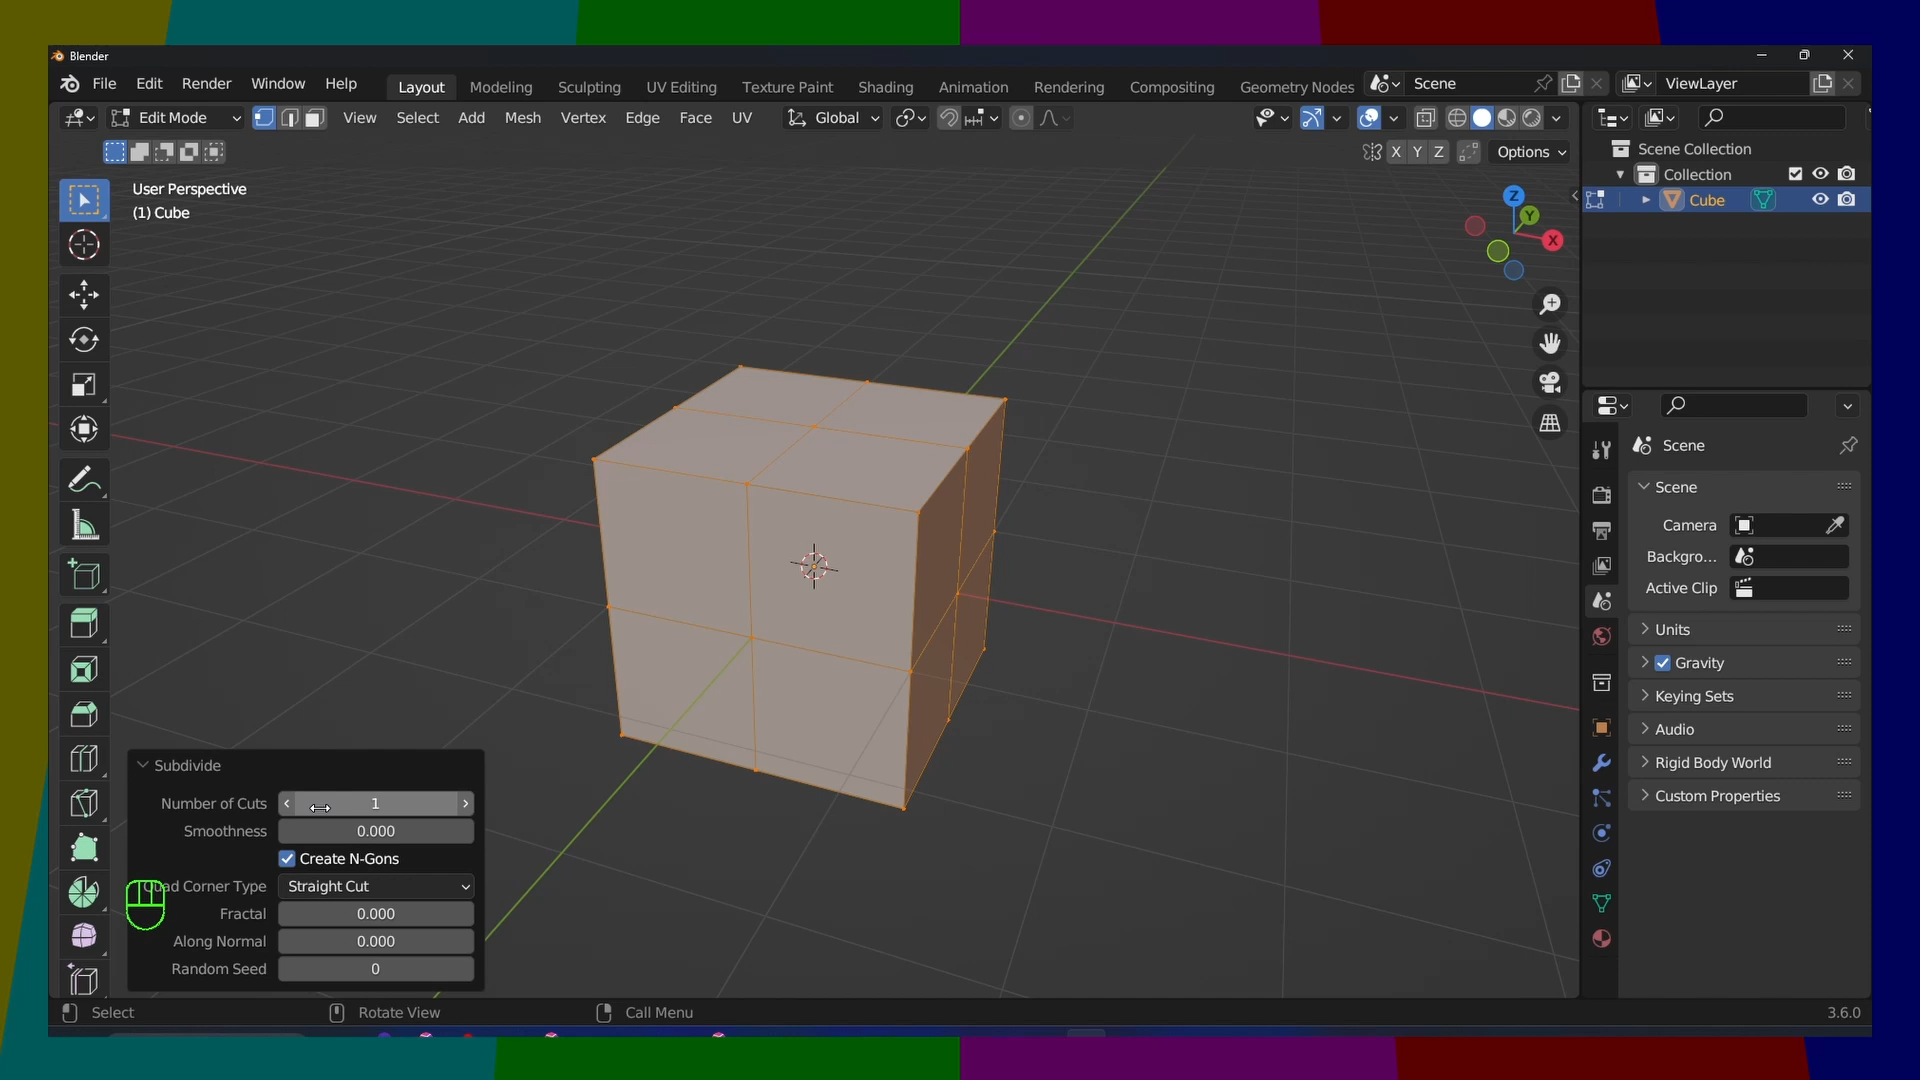 Blender
File Edit Render Window Help Layout Modeling Sculpting UV Editing Texture Paint Shading Animation Rendering Compositing Geometry Nodes Scene ViewLayer
Edit Mode View Select Add Mesh Vertex Edge Face UV Global
X Y Z Options
User Perspective
(1) Cube
Z
Y
X
Scene Collection
Collection
Cube
Scene
Scene
Camera
Backgro...
Active Clip
Units
Gravity
Keying Sets
Audio
Rigid Body World
Custom Properties
Subdivide
Number of Cuts 1
Smoothness 0.000
Create N-Gons
uad Corner Type Straight Cut
Fractal 0.000
Along Normal 0.000
Random Seed 0
Select Rotate View Call Menu 3.6.0